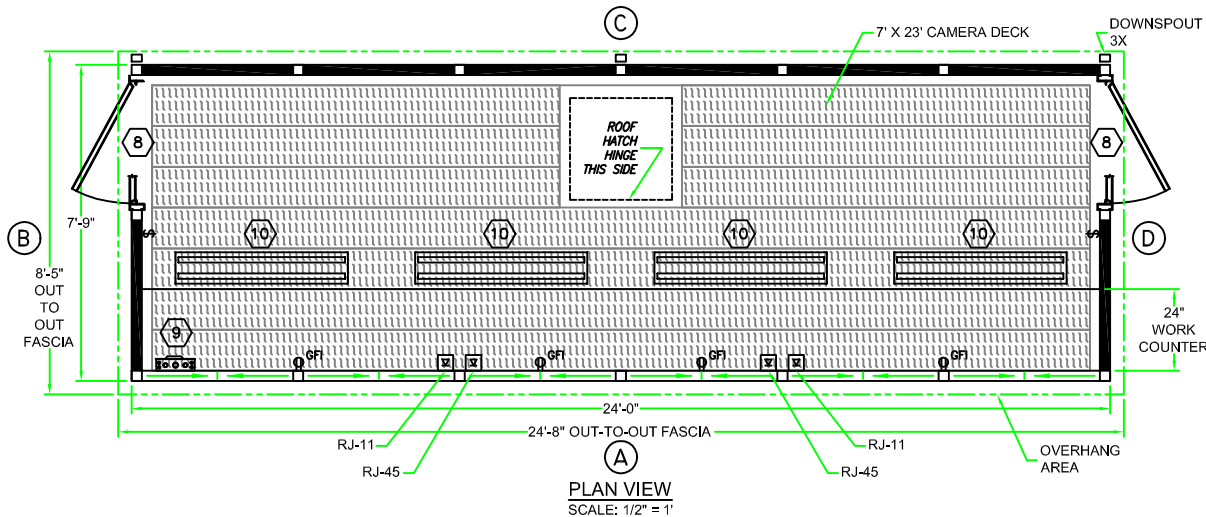 C
DOWNSPOUT
3X
7' X 23' CAMERA DECK
ROOF
HATCH
HINGE
THIS SIDE
8
8
7'-9"
B
D
10
10
10
10
$
$
8'-5"
OUT
TO
OUT
FASCIA
24"
WORK
COUNTER
9
GFI
GFI
GFI
GFI
24'-0"
24'-8" OUT-TO-OUT FASCIA
RJ-11
RJ-45
RJ-11
RJ-45
OVERHANG
AREA
A
PLAN VIEW
SCALE: 1/2" = 1'